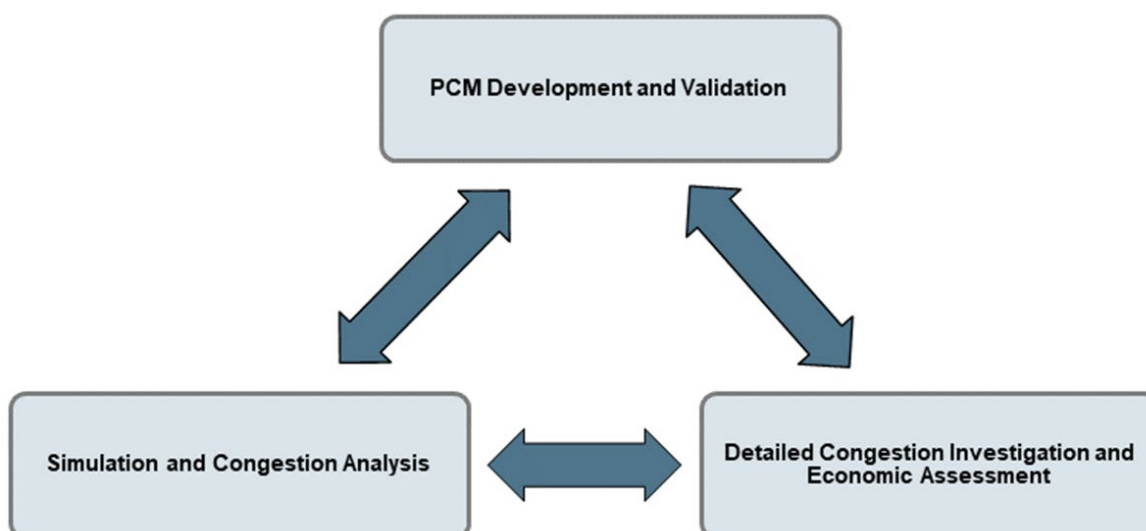 PCM Development and Validation
Simulation and Congestion Analysis
Detailed Congestion Investigation and
Economic Assessment